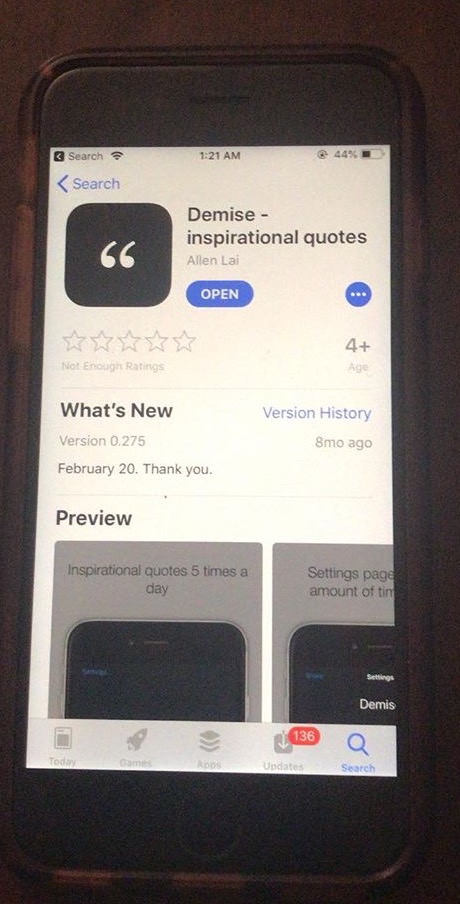 Search 1:21 AM 44%
Search
“
Demise -
inspirational quotes
Allen Lai
OPEN
•••
4+
Not Enough Ratings Age
What's New Version History
Version 0.275 8mo ago
February 20. Thank you.
Preview
Inspirational quotes 5 times a
day
Settings page
amount of tim
Settings
Settings
Demis
136
Today Games Apps Updates Search